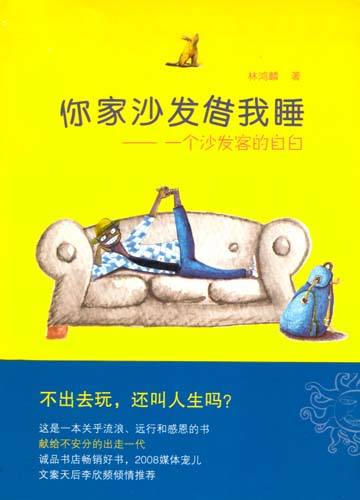 林鸿麟 著
你家沙发借我睡
—— 一个沙发客的自白
不出去玩，还叫人生吗？
这是一本关乎流浪、远行和感恩的书
献给不安分的出走一代
诚品书店畅销好书，2008媒体宠儿
文案天后李欣频倾情推荐